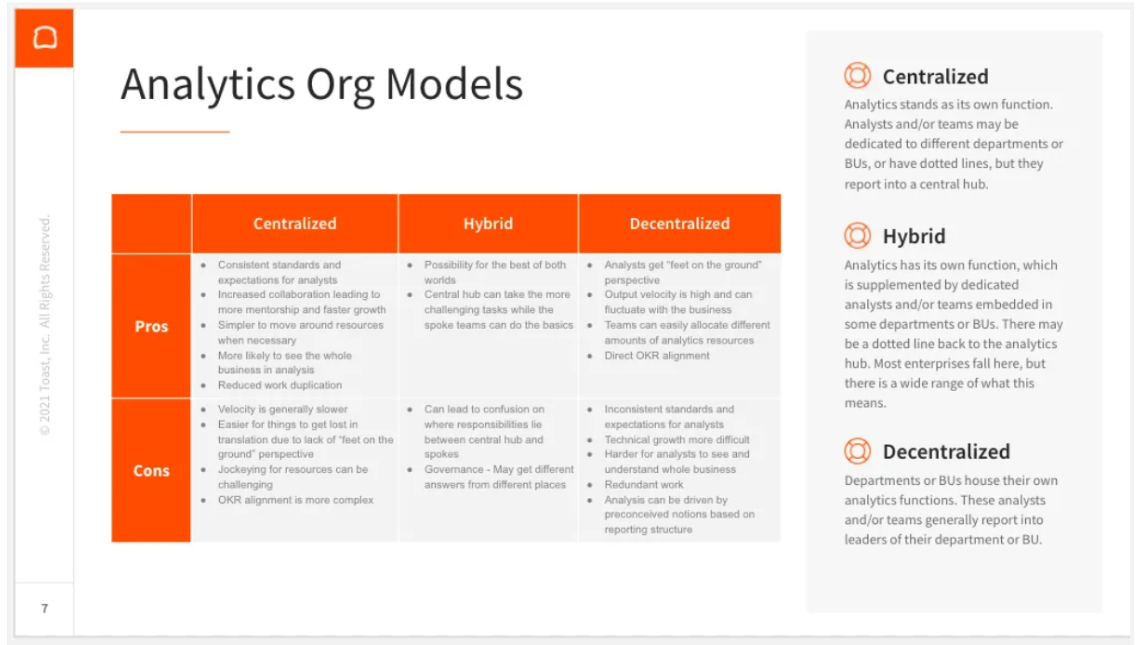 Analytics Org Models
Centralized
Hybrid
Decentralized
Pros
● Consistent standards and
expectations for analysts
● Increased collaboration leading to
more mentorship and faster growth
● Simpler to move around resources
when necessary
● More likely to see the whole
business in analysis
● Reduced work duplication
● Possibility for the best of both
worlds
● Central hub can take the more
challenging tasks while the
spoke teams can do the basics
● Analysts get “feet on the ground”
perspective
● Output velocity is high and can
fluctuate with the business
● Teams can easily allocate different
amounts of analytics resources
● Direct OKR alignment
Cons
● Velocity is generally slower
● Easier for things to get lost in
translation due to lack of “feet on the
ground” perspective
● Jockeying for resources can be
challenging
● OKR alignment is more complex
● Can lead to confusion on
where responsibilities lie
between central hub and
spokes
● Governance - May get different
answers from different places
● Inconsistent standards and
expectations for analysts
● Technical growth more difficult
● Harder for analysts to see and
understand whole business
● Redundant work
● Analysis can be driven by
preconceived notions based on
reporting structure
Centralized
Analytics stands as its own function.
Analysts and/or teams may be
dedicated to different departments or
BUs, or have dotted lines, but they
report into a central hub.
Hybrid
Analytics has its own function, which
is supplemented by dedicated
analysts and/or teams embedded in
some departments or BUs. There may
be a dotted line back to the analytics
hub. Most enterprises fall here, but
there is a wide range of what this
means.
Decentralized
Departments or BUs house their own
analytics functions. These analysts
and/or teams generally report into
leaders of their department or BU.
© 2021 Toast, Inc. All Rights Reserved.
7